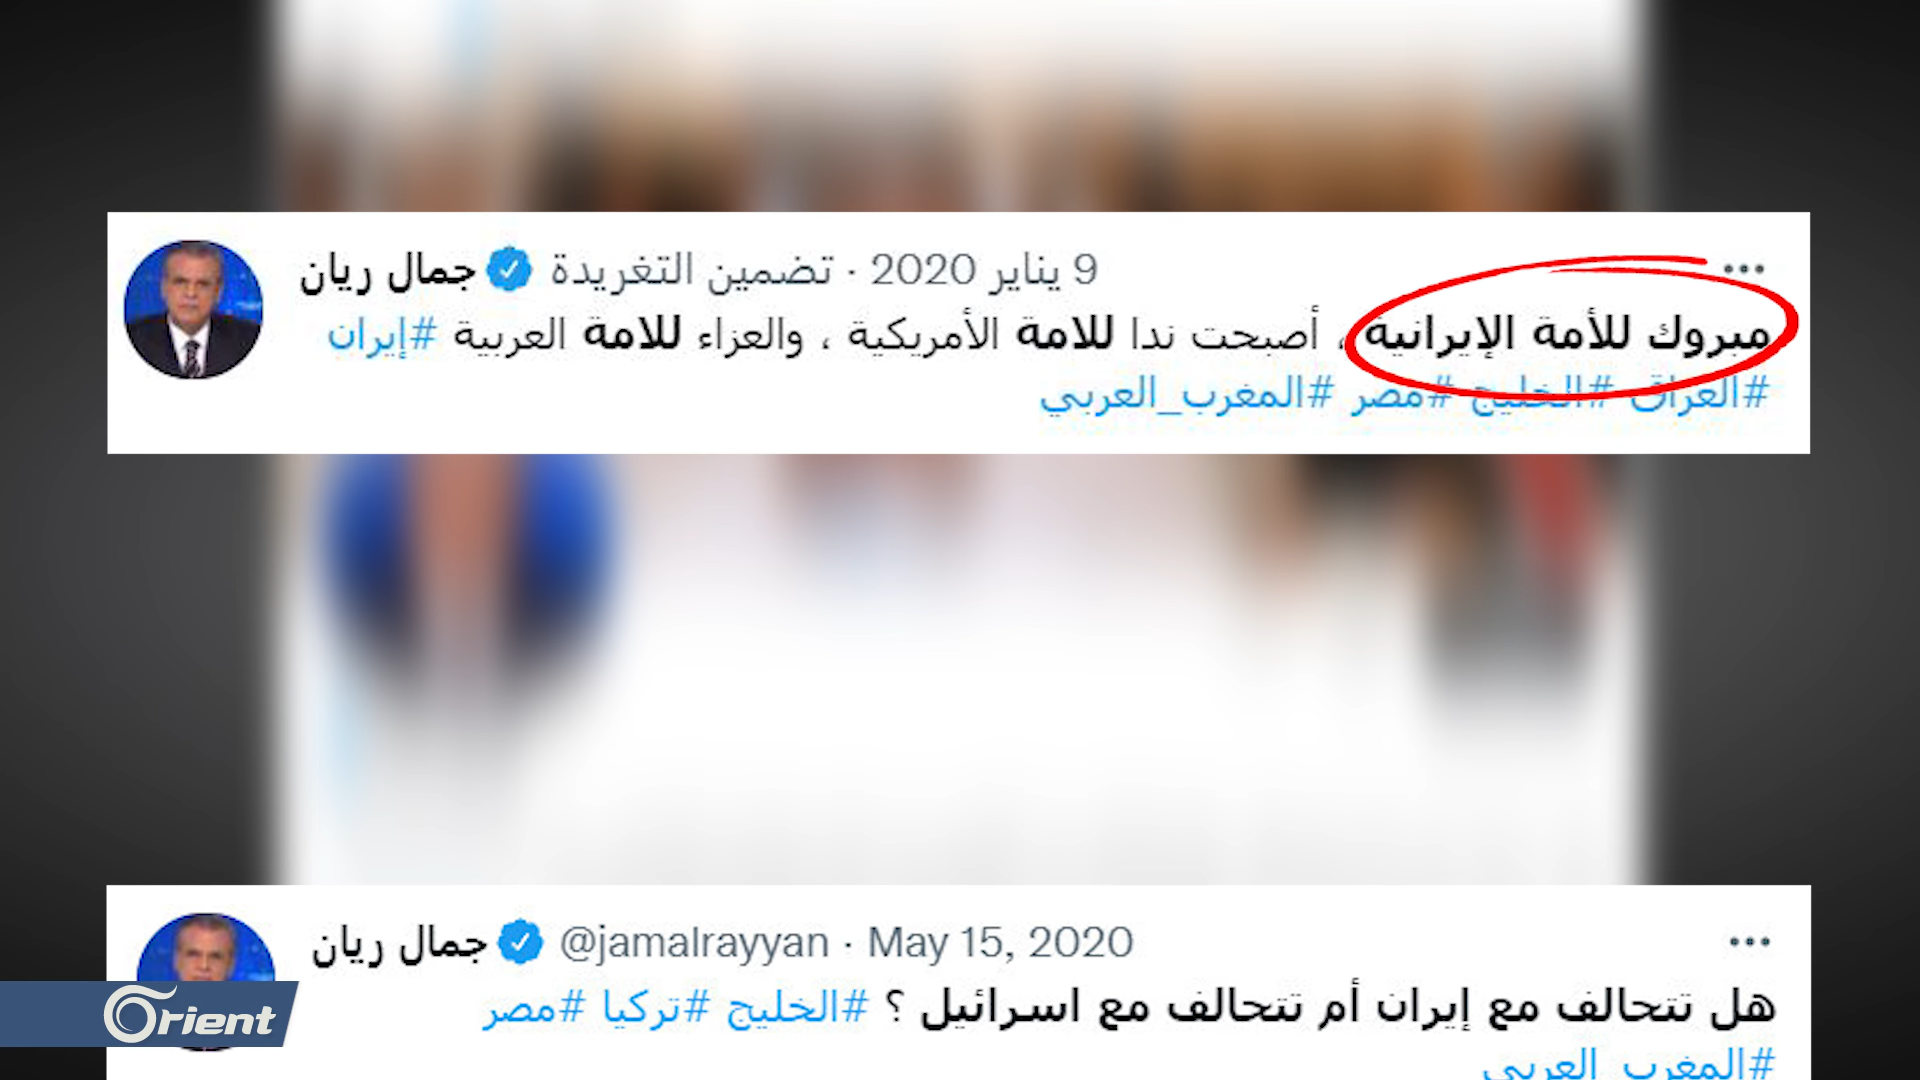 جمال ريان 9 يناير 2020 · تضمين التغريدة
مبروك للأمة الإيرانية ، أصبحت ندا للامة الأمريكية ، والعزاء للامة العربية #إيران
#العراق #الخليج #مصر #المغرب_العربي
جمال ريان @jamalrayyan · May 15, 2020
هل تتحالف مع إيران أم تتحالف مع اسرائيل ؟ #الخليج #تركيا #مصر
#المغرب_العربي
Orient